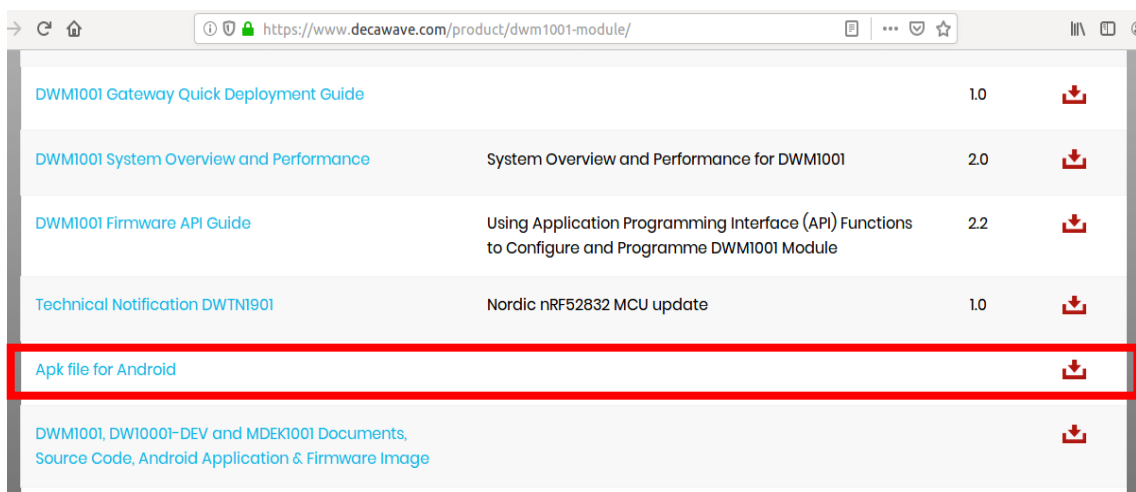 https://www.decawave.com/product/dwm1001-module/
DWM1001 Gateway Quick Deployment Guide 1.0
DWM1001 System Overview and Performance System Overview and Performance for DWM1001 2.0
DWM1001 Firmware API Guide Using Application Programming Interface (API) Functions 2.2
to Configure and Programme DWM1001 Module
Technical Notification DWTN1901 Nordic nRF52832 MCU update 1.0
Apk file for Android
DWM1001, DW10001-DEV and MDEK1001 Documents,
Source Code, Android Application & Firmware Image